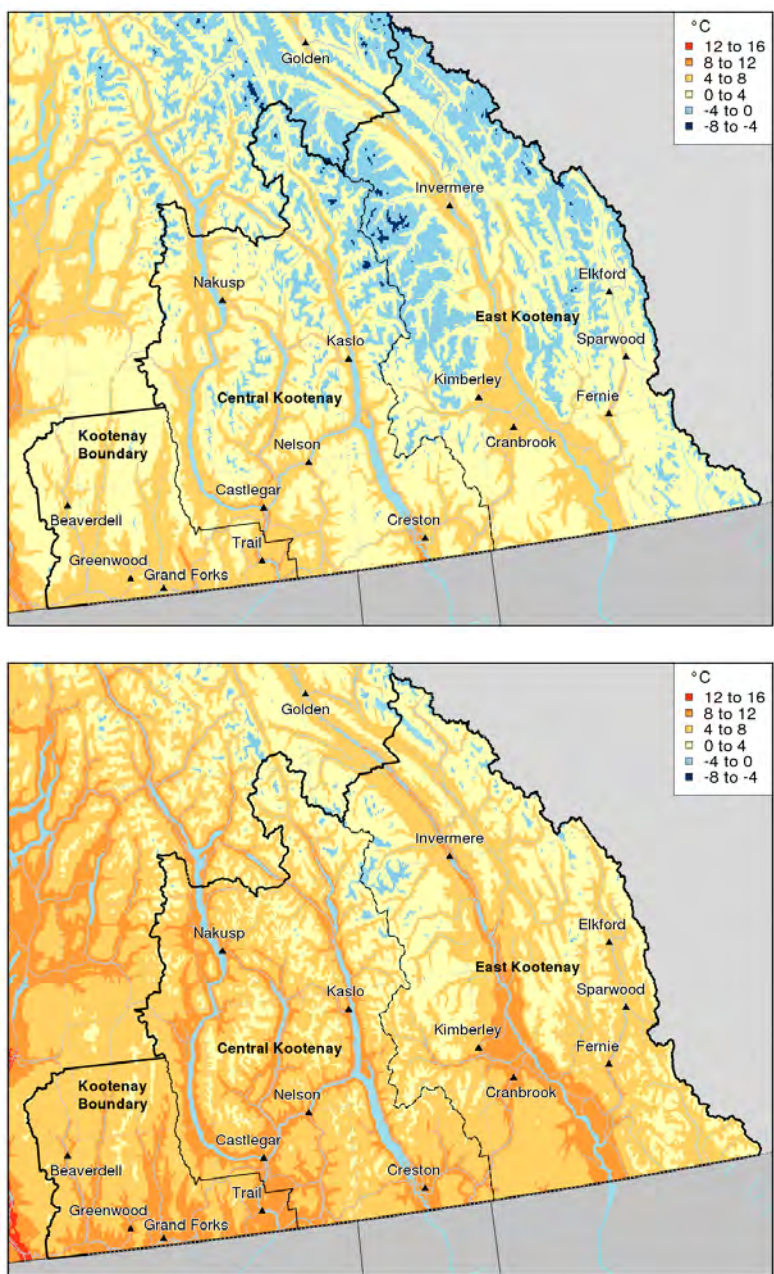 °C
12 to 16
8 to 12
4 to 8
0 to 4
-4 to 0
-8 to -4
Golden
Invermere
Elkford
Nakusp
East Kootenay
Sparwood
Kaslo
Kimberley
Fernie
Central Kootenay
Cranbrook
Kootenay
Boundary
Nelson
Castlegar
Beaverdell
Creston
Trail
Greenwood
Grand Forks
°C
12 to 16
8 to 12
4 to 8
0 to 4
-4 to 0
-8 to -4
Golden
Invermere
Elkford
Nakusp
East Kootenay
Sparwood
Kaslo
Kimberley
Fernie
Central Kootenay
Cranbrook
Kootenay
Boundary
Nelson
Castlegar
Beaverdell
Creston
Trail
Greenwood
Grand Forks